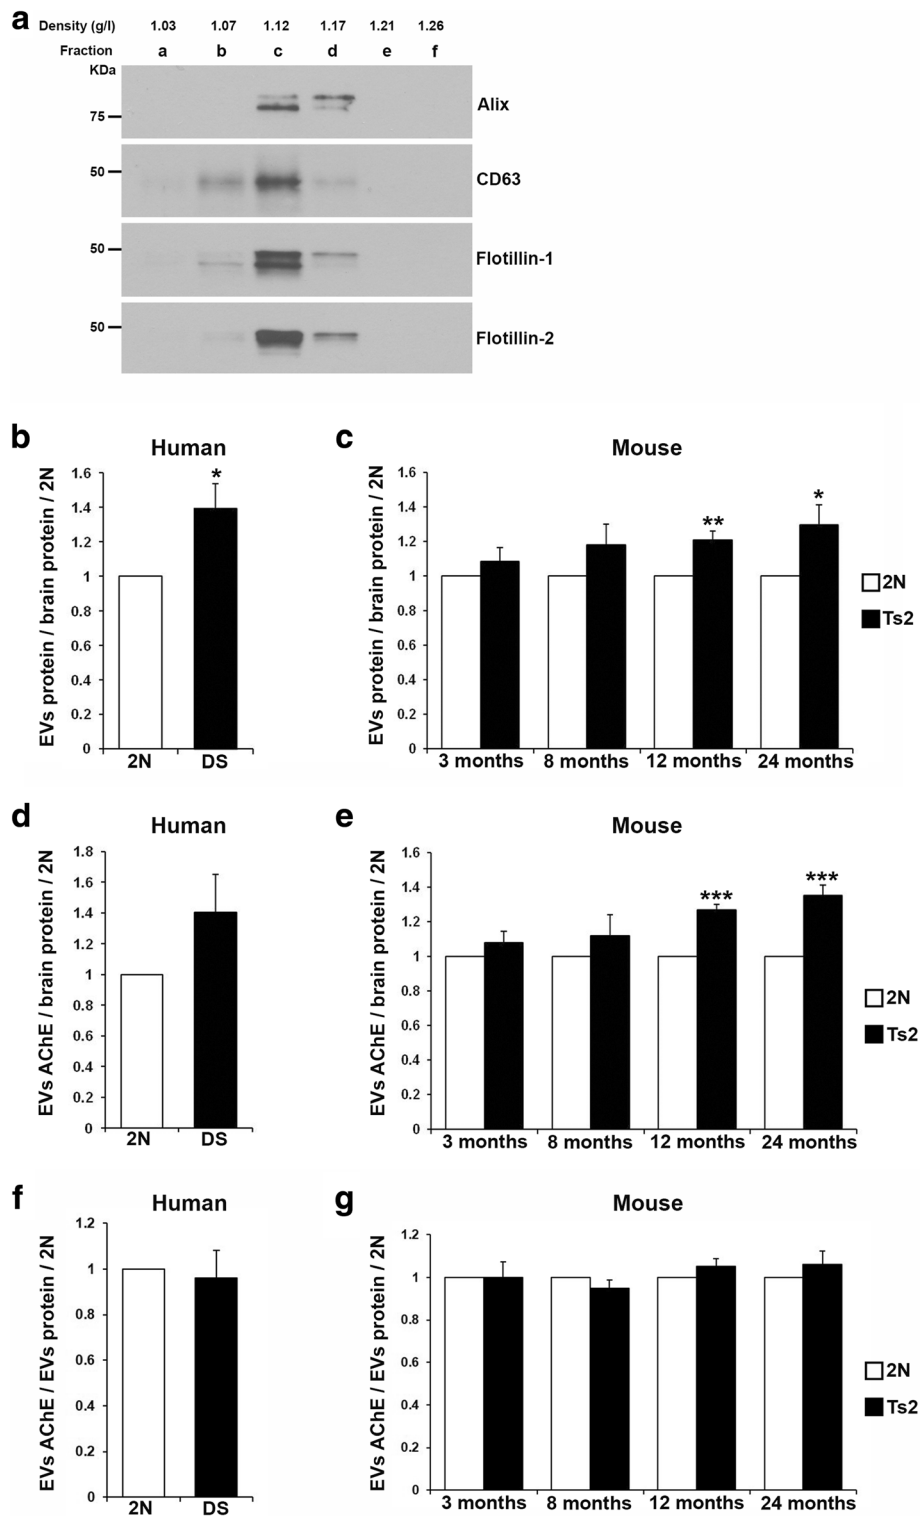 a Density (g/l) 1.03 1.07 1.12 1.17 1.21 1.26
Fraction a b c d e f
KDa
75 Alix
50 CD63
50 Flotillin-1
50 Flotillin-2
b Human
EVs protein / brain protein / 2N
1.6
1.4
1.2
1
0.8
0.6
0.4
0.2
0
*
2N DS
c Mouse
EVs protein / brain protein / 2N
1.6
1.4
1.2
1
0.8
0.6
0.4
0.2
0
** *
3 months 8 months 12 months 24 months
2N
Ts2
d Human
EVs AChE / brain protein / 2N
1.8
1.6
1.4
1.2
1
0.8
0.6
0.4
0.2
0
2N DS
e Mouse
EVs AChE / brain protein / 2N
1.6
1.4
1.2
1
0.8
0.6
0.4
0.2
0
*** ***
3 months 8 months 12 months 24 months
2N
Ts2
f Human
EVs AChE / EVs protein / 2N
1.2
1
0.8
0.6
0.4
0.2
0
2N DS
g Mouse
EVs AChE / EVs protein / 2N
1.2
1
0.8
0.6
0.4
0.2
0
3 months 8 months 12 months 24 months
2N
Ts2